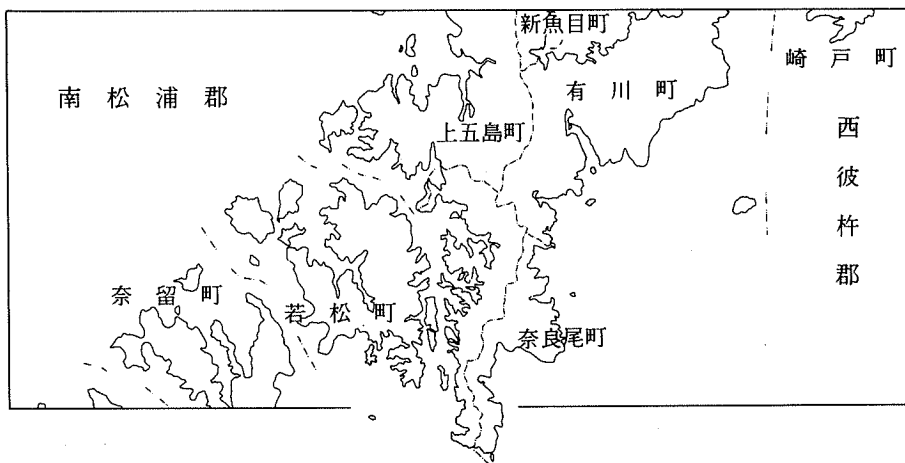 新魚目町
崎戸町
南松浦郡
有川町
上五島町
西彼杵郡
奈留町
若松町
奈良尾町